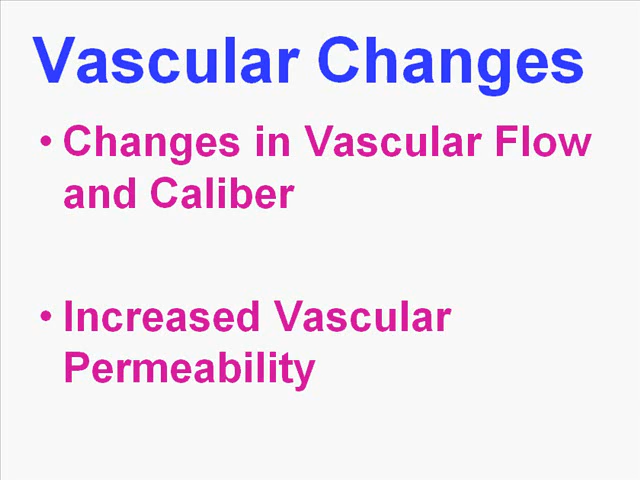 Vascular Changes
• Changes in Vascular Flow
and Caliber
• Increased Vascular
Permeability